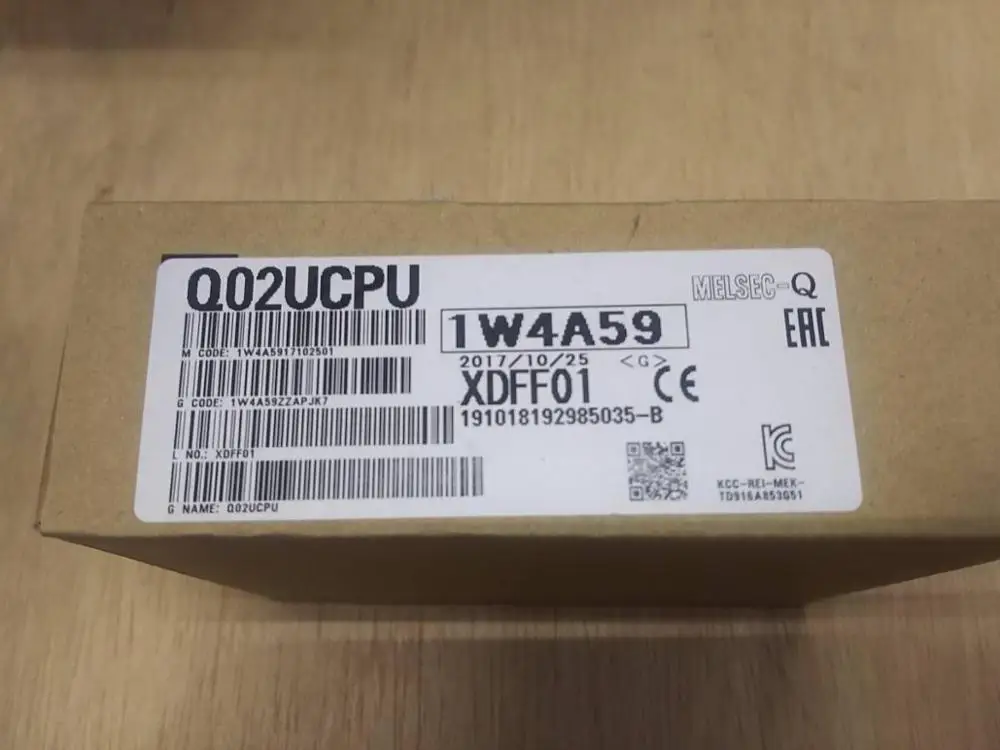 Q02UCPU
MELSEC-Q
1W4A59
EAC
M CODE: 1W4A5917102501
2017/10/25 <G>
G CODE: 1W4A59ZZAPJK7
XDFF01 CE
191018192985035-B
L NO.: XDFF01
KCC-REI-MEK-
TD916A853G51
G NAME: Q02UCPU